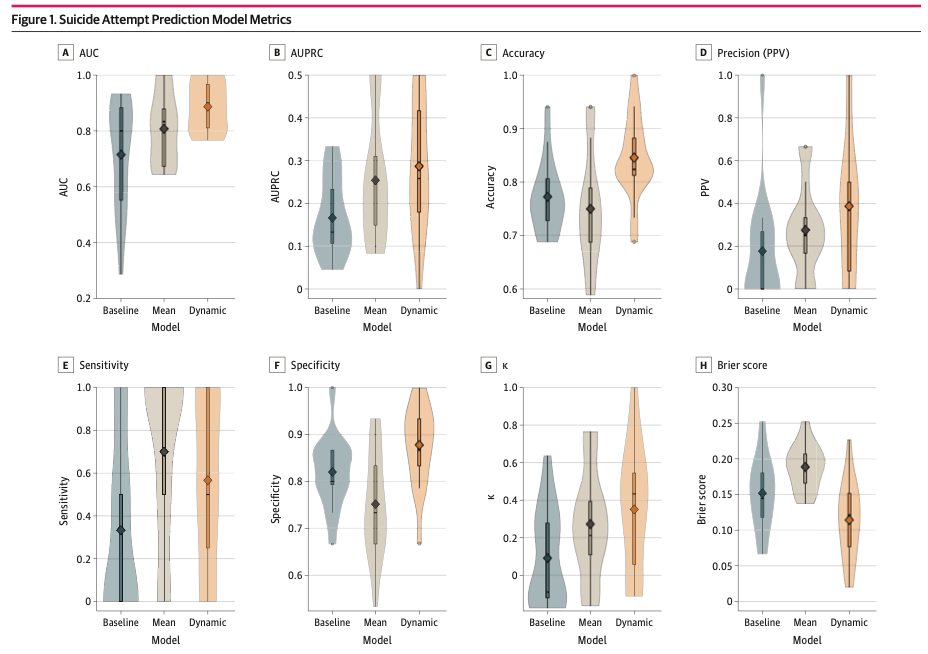 Figure 1. Suicide Attempt Prediction Model Metrics
A AUC
1.0
0.8
0.6
0.4
0.2
AUC
Baseline Mean Dynamic
Model
B AUPRC
0.5
0.4
0.3
0.2
0.1
0
AUPRC
Baseline Mean Dynamic
Model
C Accuracy
1.0
0.9
0.8
0.7
0.6
Accuracy
Baseline Mean Dynamic
Model
D Precision (PPV)
1.0
0.8
0.6
0.4
0.2
0
PPV
Baseline Mean Dynamic
Model
E Sensitivity
1.0
0.8
0.6
0.4
0.2
0
Sensitivity
Baseline Mean Dynamic
Model
F Specificity
1.0
0.9
0.8
0.7
0.6
Specificity
Baseline Mean Dynamic
Model
G κ
1.0
0.8
0.6
0.4
0.2
0
κ
Baseline Mean Dynamic
Model
H Brier score
0.30
0.25
0.20
0.15
0.10
0.05
0
Brier score
Baseline Mean Dynamic
Model